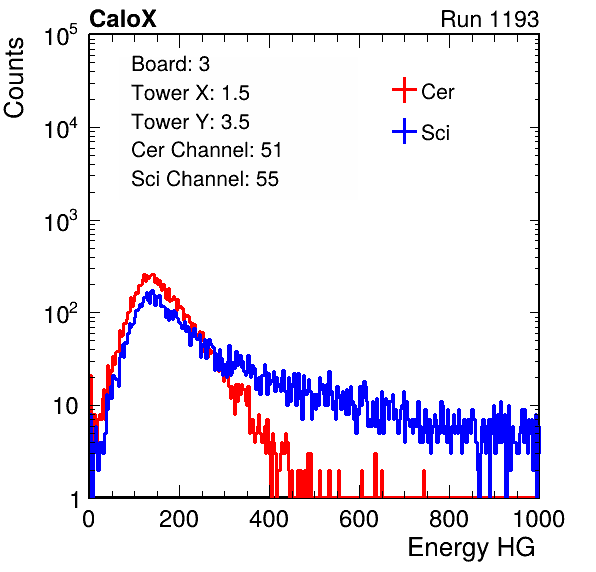 CaloX Run 1193
Counts
Board: 3
Tower X: 1.5
Tower Y: 3.5
Cer Channel: 51
Sci Channel: 55
Cer
Sci
10^5
10^4
10^3
10^2
10
1
0 200 400 600 800 1000
Energy HG